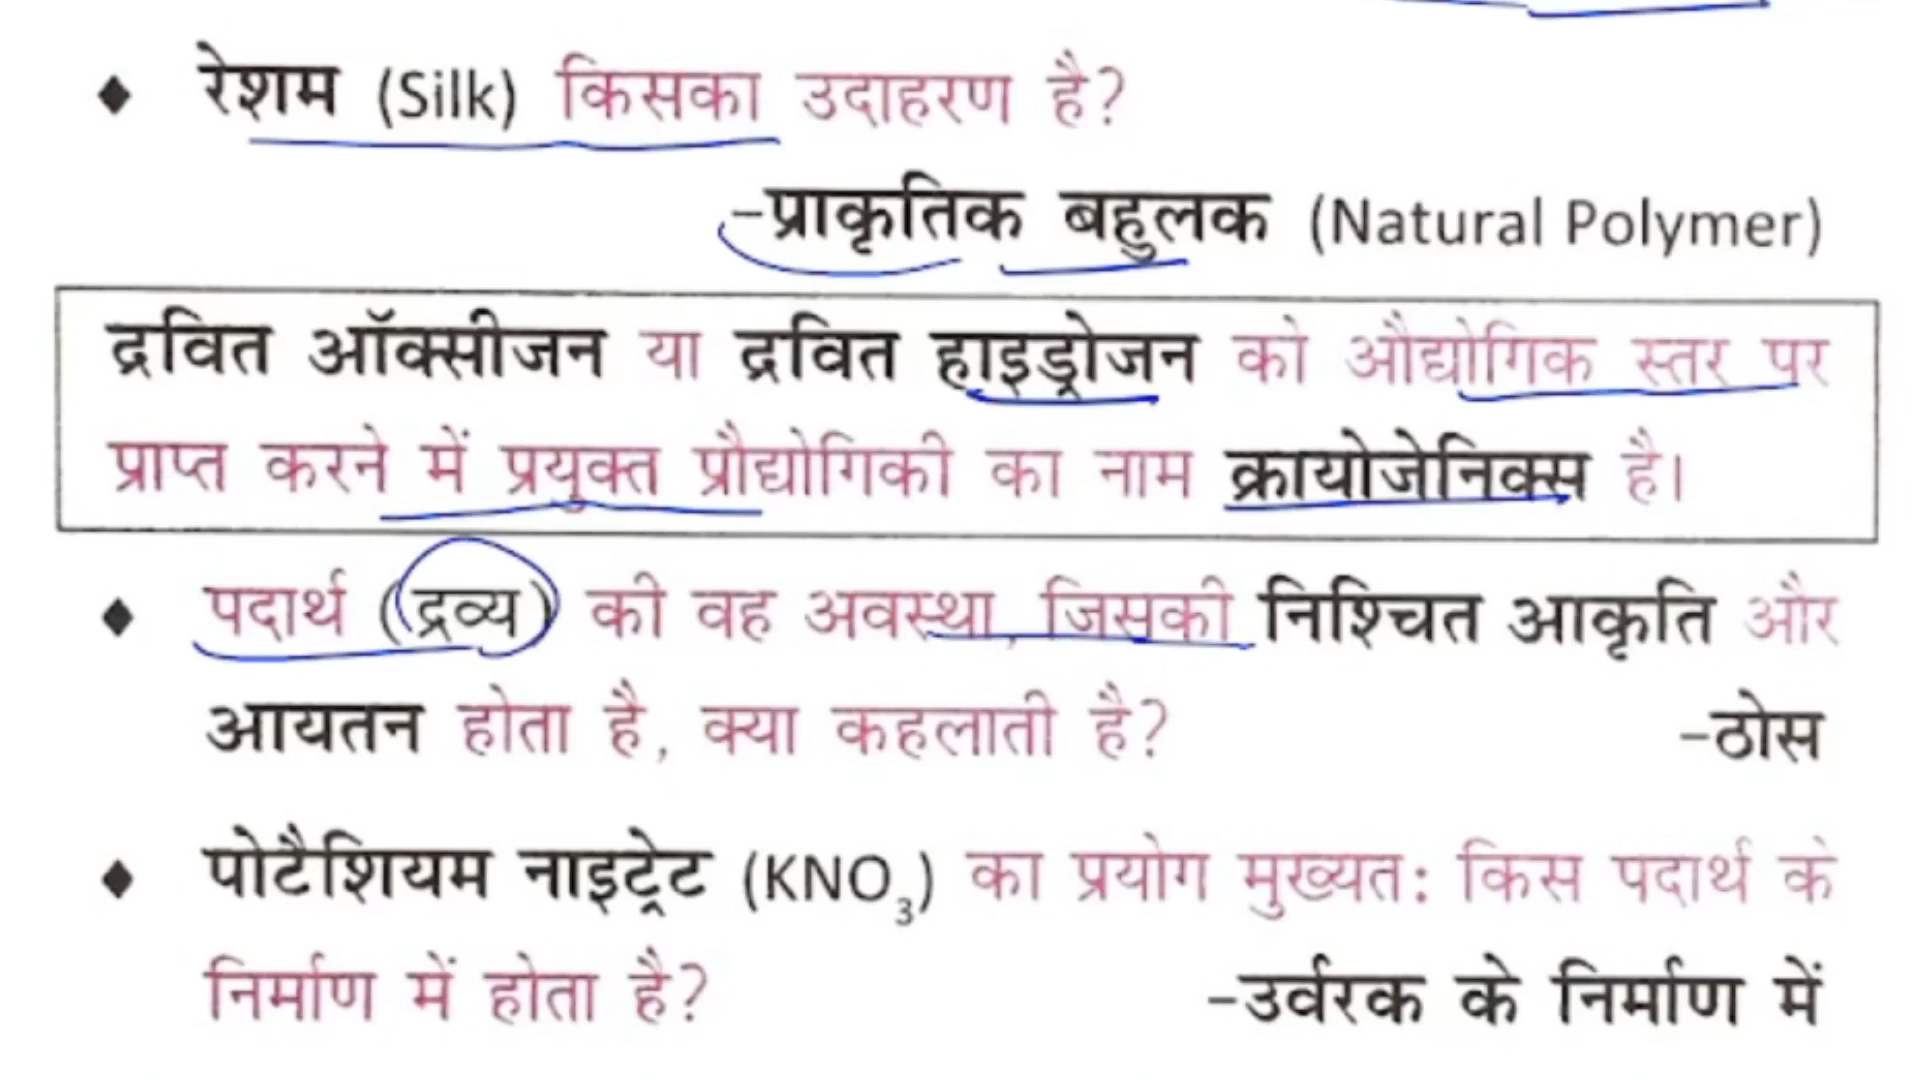 ♦ रेशम (Silk) किसका उदाहरण है?
–प्राकृतिक बहुलक (Natural Polymer)
द्रवित ऑक्सीजन या द्रवित हाइड्रोजन को औद्योगिक स्तर पर
प्राप्त करने में प्रयुक्त प्रौद्योगिकी का नाम क्रायोजेनिक्स है।
♦ पदार्थ (द्रव्य) की वह अवस्था, जिसकी निश्चित आकृति और
आयतन होता है, क्या कहलाती है? –ठोस
♦ पोटैशियम नाइट्रेट (KNO₃) का प्रयोग मुख्यत: किस पदार्थ के
निर्माण में होता है? –उर्वरक के निर्माण में